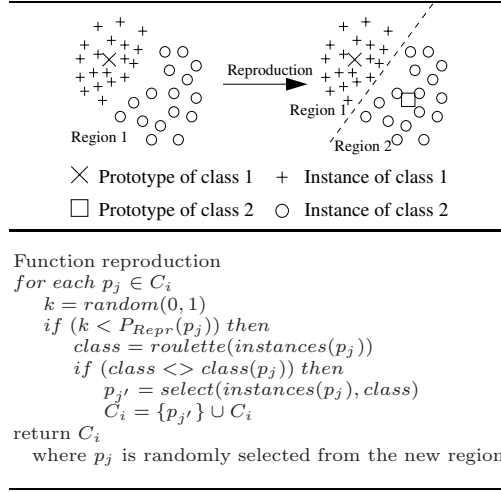 Reproduction
Region 1
Region 1
Region 2
Prototype of class 1
Instance of class 1
Prototype of class 2
Instance of class 2
Function reproduction
for each p_j ∈ C_i
k = random(0, 1)
if (k < P_Repr(p_j)) then
class = roulette(instances(p_j))
if (class <> class(p_j)) then
p_j' = select(instances(p_j), class)
C_i = {p_j'} ∪ C_i
return C_i
where p_j is randomly selected from the new region